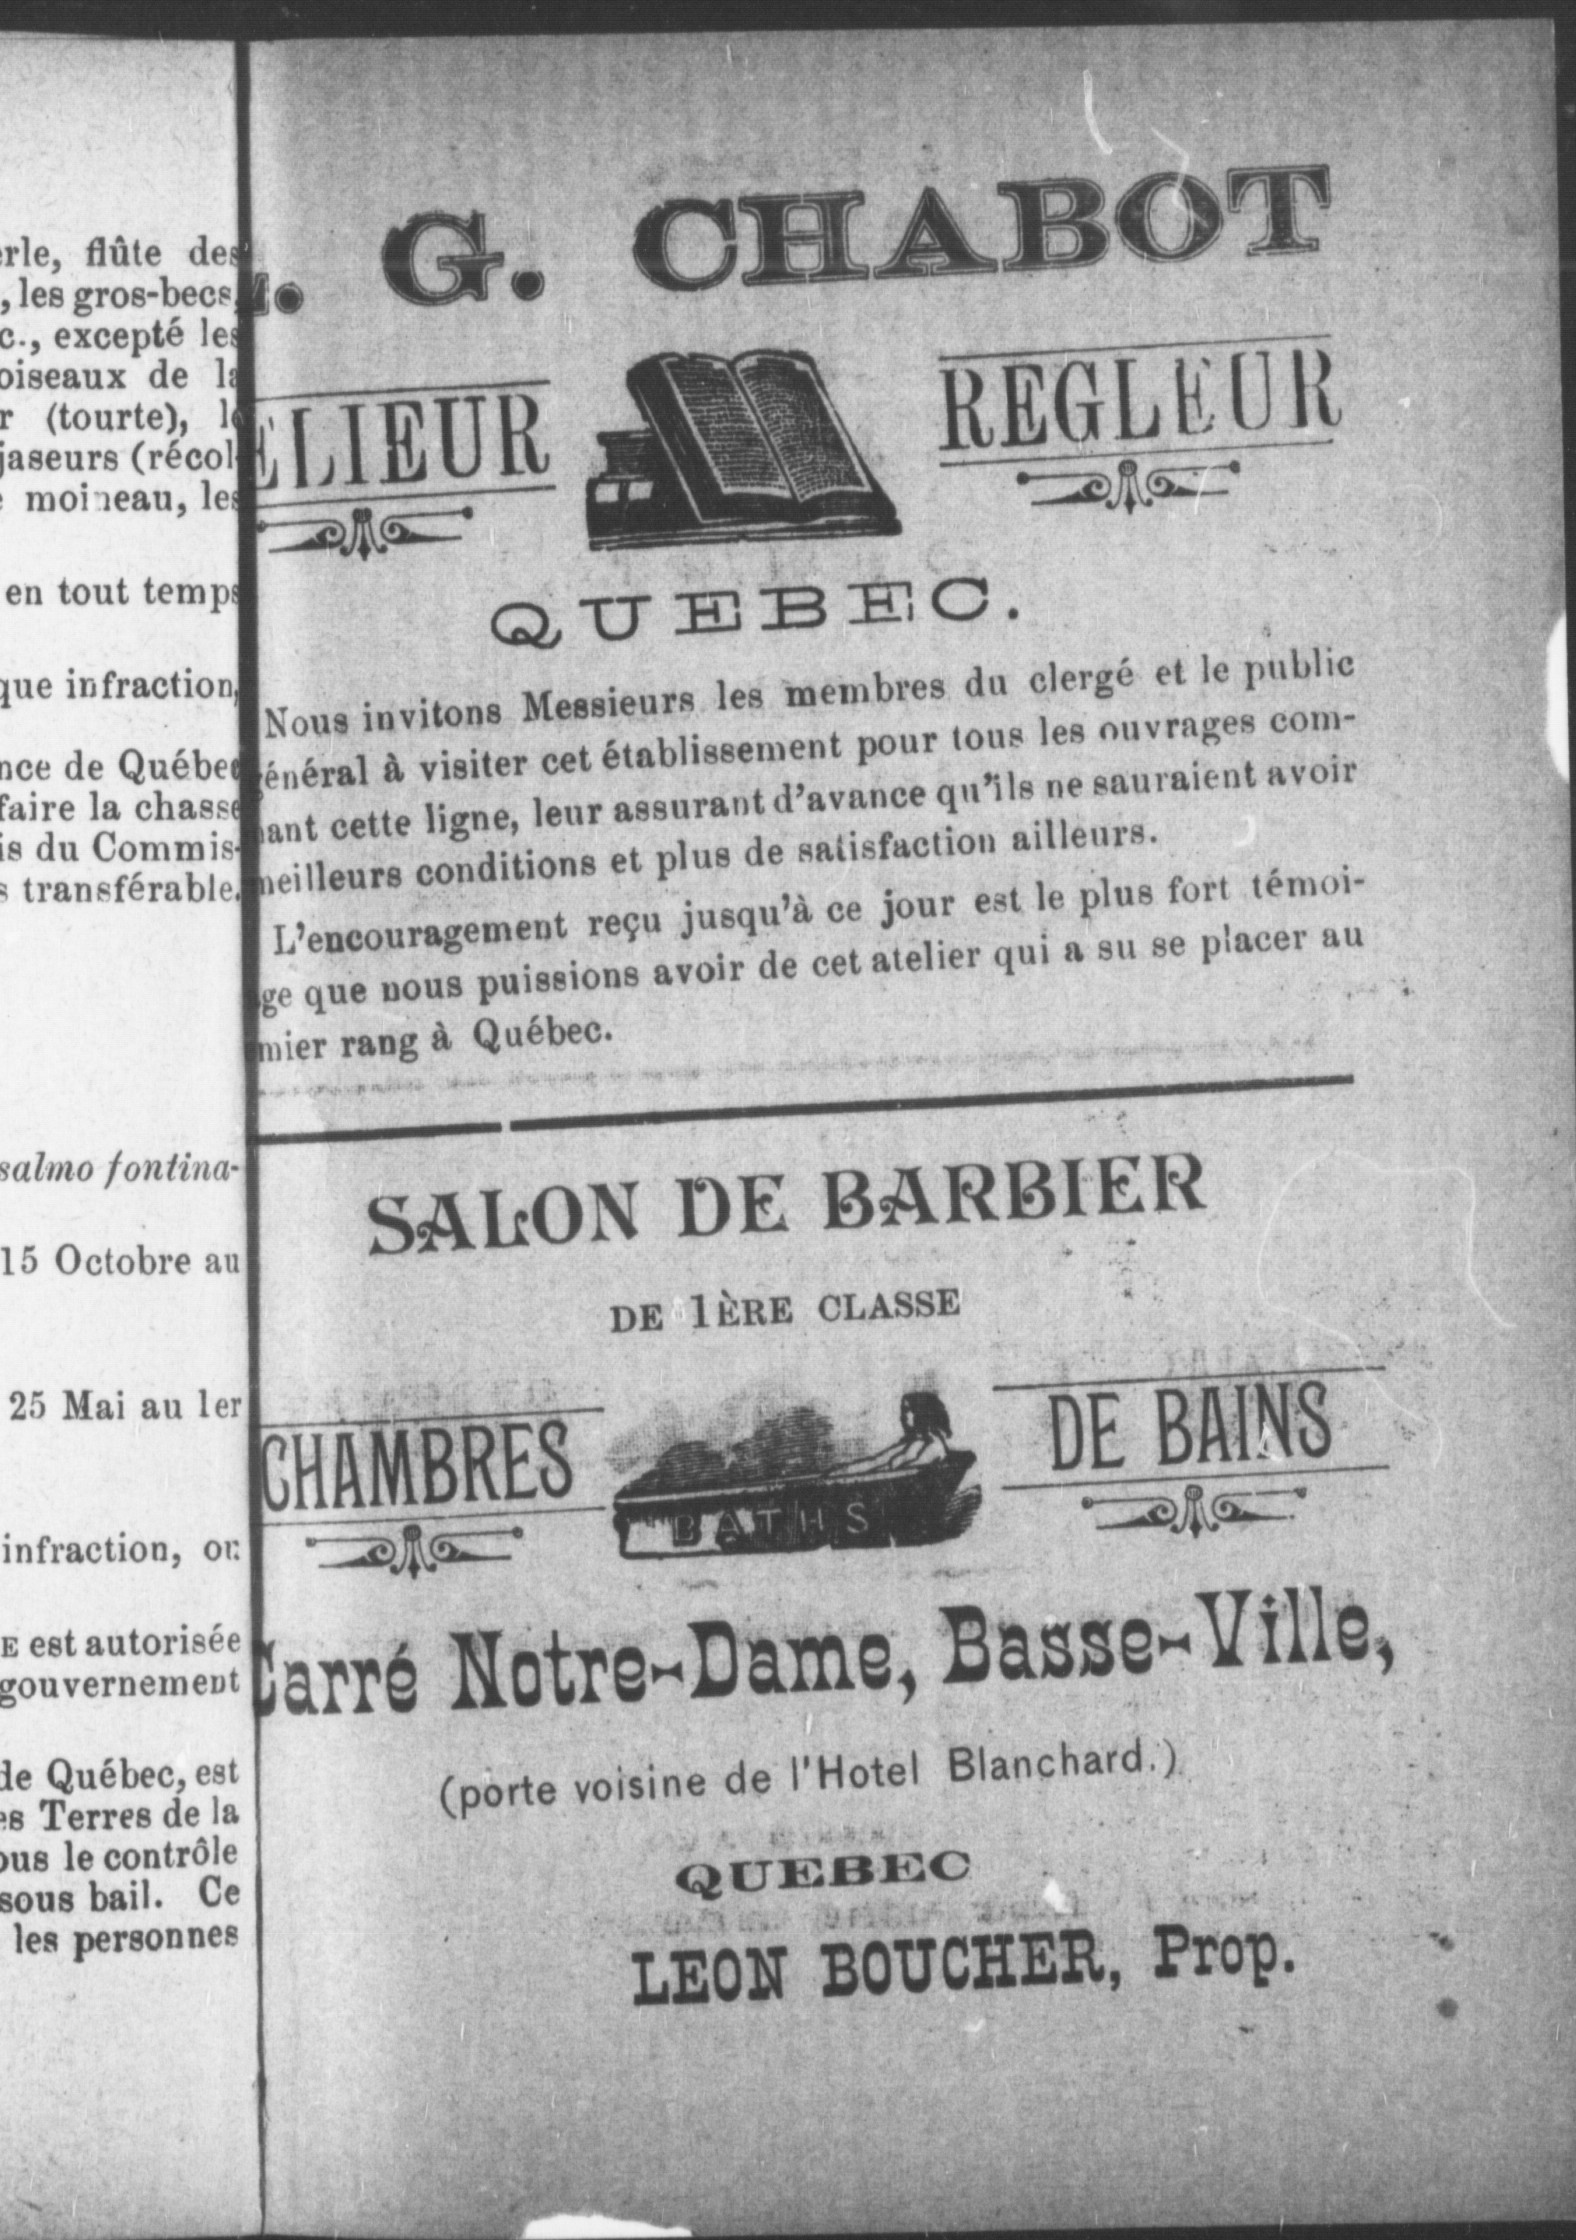 erle, flûte des
, les gros-becs,
c., excepté les
oiseaux de la
r (tourte), le
jaseurs (récol-
e moineau, les
en tout temps
que infraction,
nce de Québec
faire la chasse
is du Commis-
s transférable.
salmo fontina-
15 Octobre au
25 Mai au 1er
infraction, ou
E est autorisée
gouvernement
de Québec, est
es Terres de la
ous le contrôle
sous bail. Ce
les personnes
. G. CHABOT
ELIEUR
REGLEUR
QUEBEC.
Nous invitons Messieurs les membres du clergé et le public
général à visiter cet établissement pour tous les ouvrages com-
nant cette ligne, leur assurant d'avance qu'ils ne sauraient avoir
meilleurs conditions et plus de satisfaction ailleurs.
L'encouragement reçu jusqu'à ce jour est le plus fort témoi-
ge que nous puissions avoir de cet atelier qui a su se placer au
mier rang à Québec.
SALON DE BARBIER
DE 1ÈRE CLASSE
CHAMBRES
BATHS
DE BAINS
Carré Notre-Dame, Basse-Ville,
(porte voisine de l'Hotel Blanchard.)
QUEBEC
LEON BOUCHER, Prop.